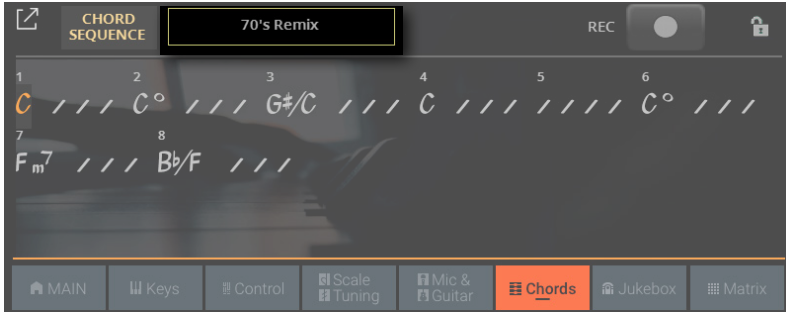 CHORD SEQUENCE 70's Remix REC
1 2 3 4 5 6
C / / / C° / / / G#/C / / / C / / / / / / / C° / / /
7 8
Fm7 / / / B♭/F / / /
MAIN Keys Control Scale Tuning Mic & Guitar Chords Jukebox Matrix